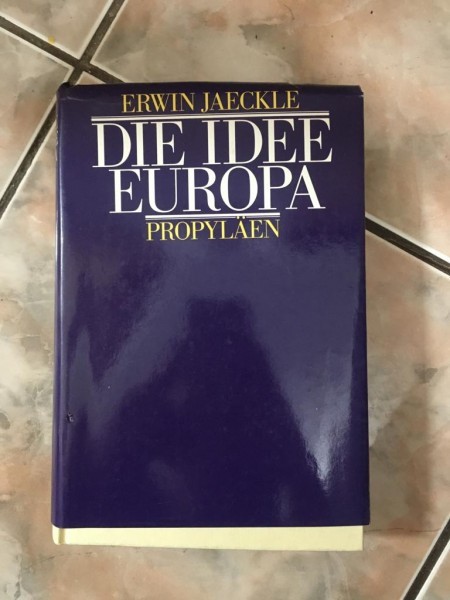 ERWIN JAECKLE
DIE IDEE
EUROPA
PROPYLÄEN